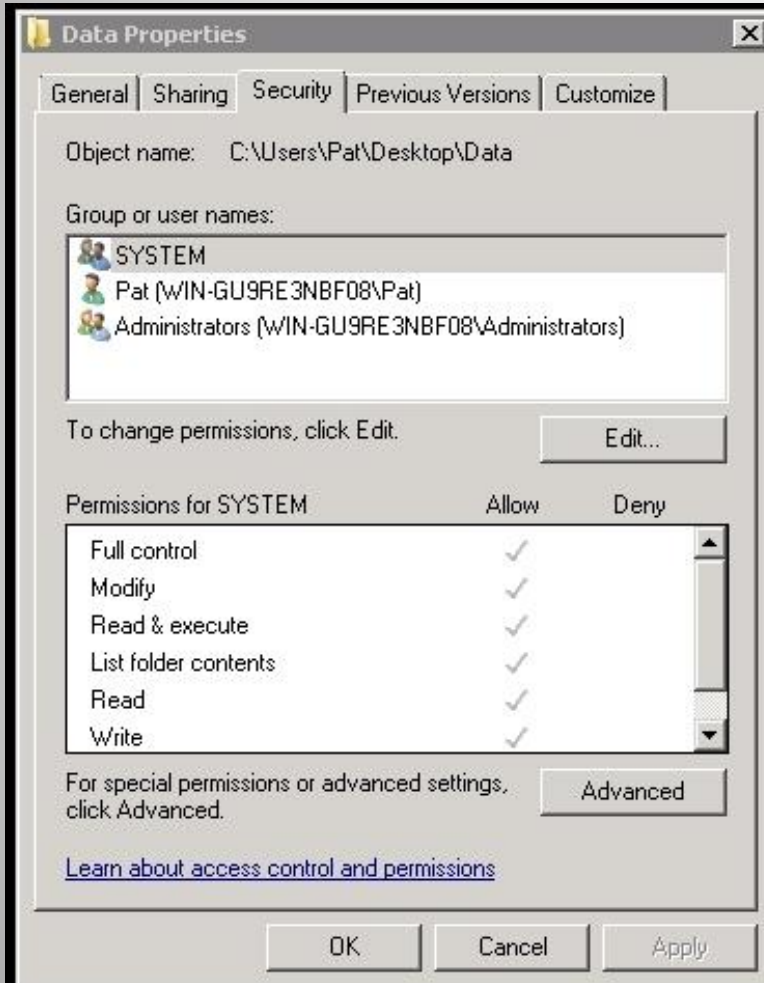 Data Properties
General Sharing Security Previous Versions Customize
Object name: C:\Users\Pat\Desktop\Data
Group or user names:
SYSTEM
Pat (WIN-GU9RE3NBF08\Pat)
Administrators (WIN-GU9RE3NBF08\Administrators)
To change permissions, click Edit. Edit...
Permissions for SYSTEM Allow Deny
Full control
Modify
Read & execute
List folder contents
Read
Write
For special permissions or advanced settings,
click Advanced. Advanced
Learn about access control and permissions
OK Cancel Apply